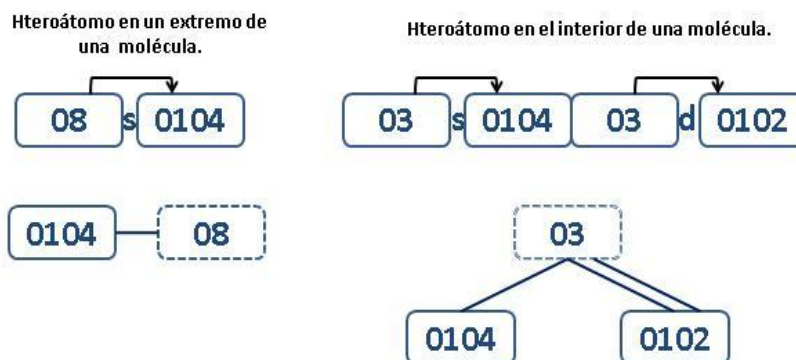 Hteroátomo en un extremo de
una molécula.
Hteroátomo en el interior de una molécula.
08 s 0104
03 s 0104 03 d 0102
0104 08
03
0104 0102